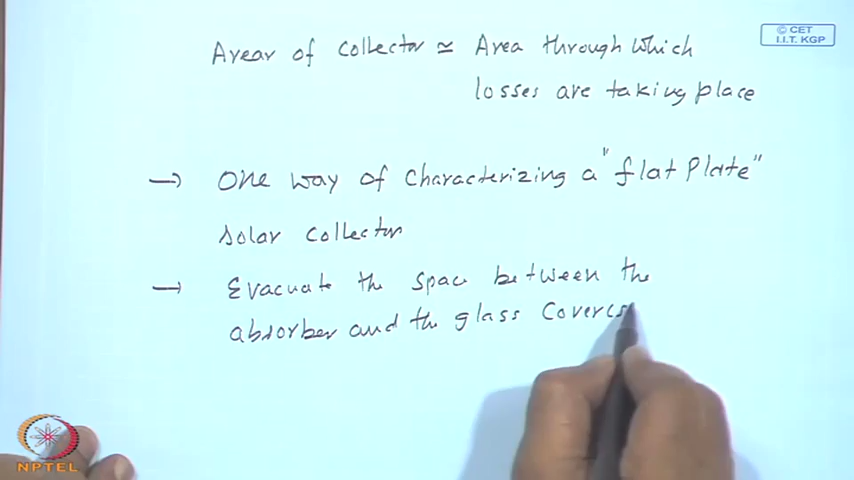 © CET
I.I.T. KGP
Arear of collector ≃ Area through which
losses are taking place
→ One way of characterizing a "flat plate"
solar collector
→ Evacuate the space between the
absorber and the glass cover(s
NPTEL